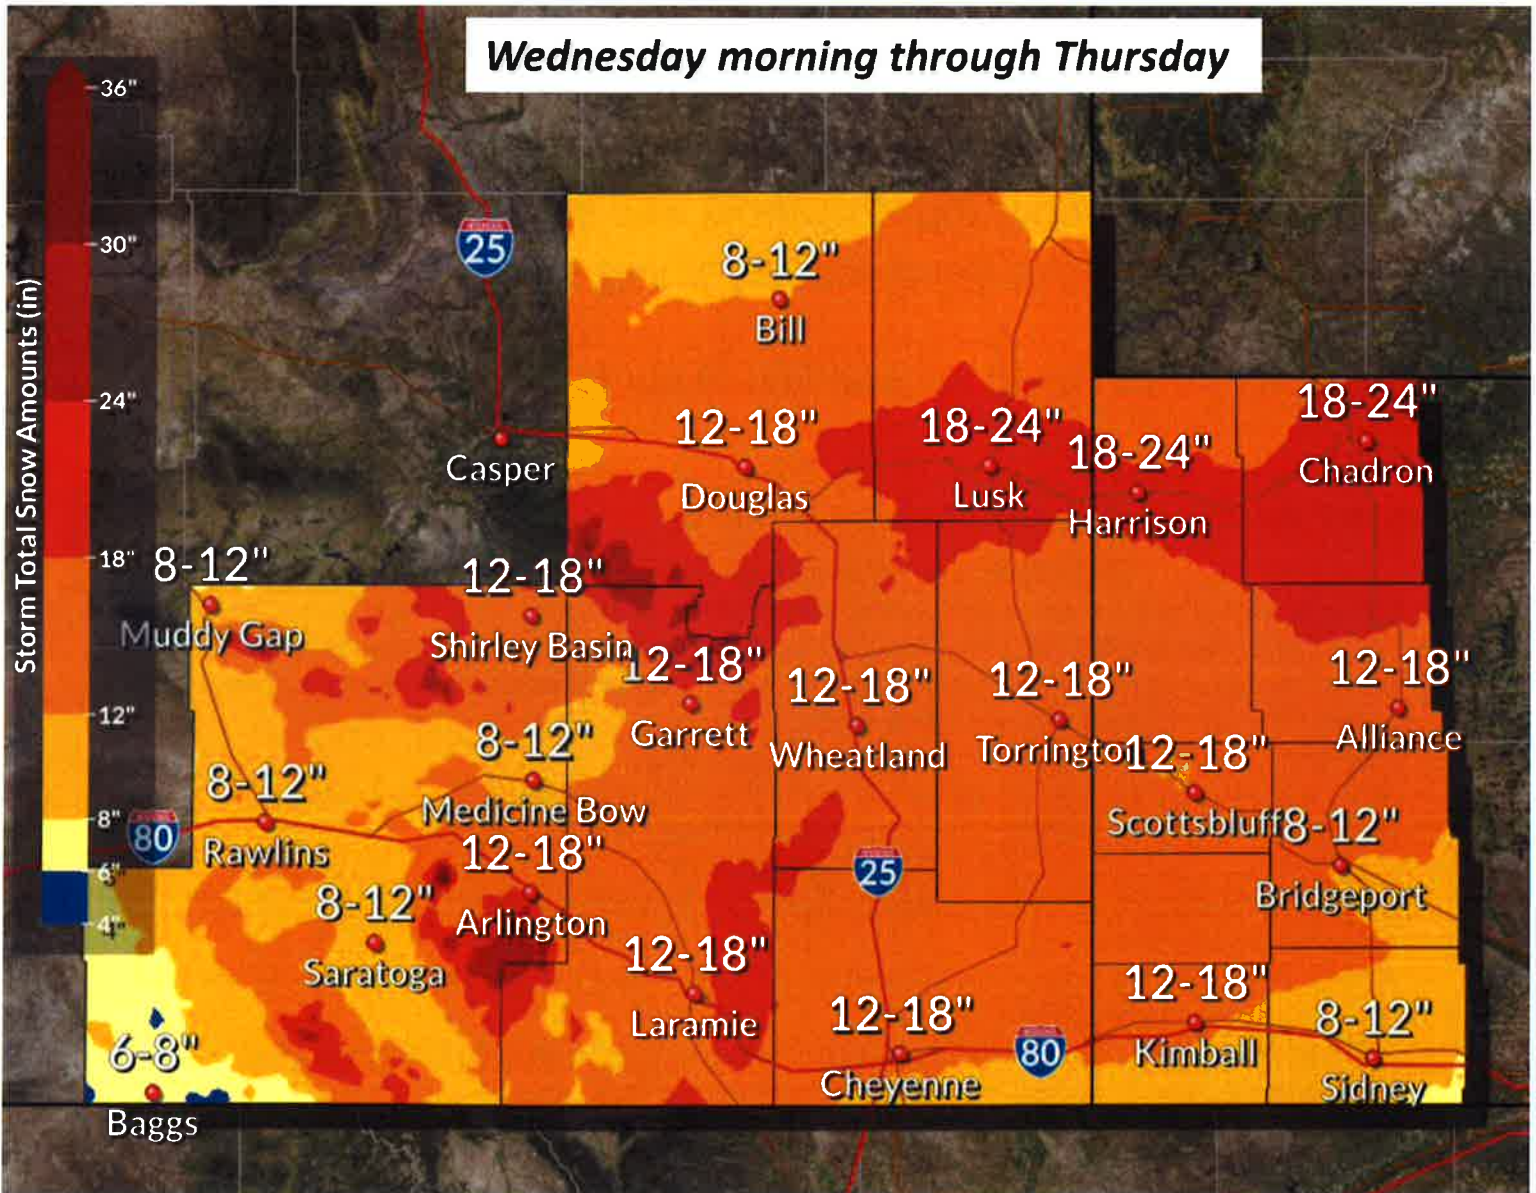 Wednesday morning through Thursday
Storm Total Snow Amounts (in)
36"
30"
24"
18"
12"
8"
6"
4"
25
8-12"
Bill
Casper
12-18"
Douglas
18-24"
Lusk
18-24"
Harrison
18-24"
Chadron
8-12"
Muddy Gap
12-18"
Shirley Basin
12-18"
Garrett
12-18"
Wheatland
12-18"
Torrington
12-18"
Scottsbluff
12-18"
Alliance
8-12"
Medicine Bow
8-12"
Rawlins
80
12-18"
Arlington
8-12"
Saratoga
25
8-12"
Bridgeport
12-18"
Laramie
12-18"
Cheyenne
80
12-18"
Kimball
8-12"
Sidney
6-8"
Baggs